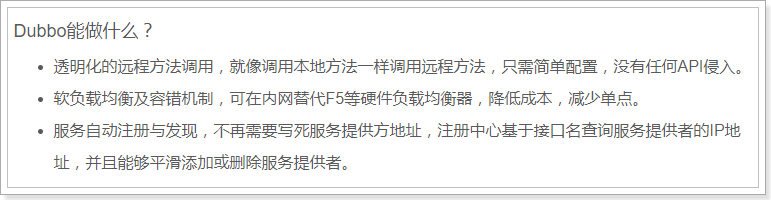 Dubbo能做什么？
• 透明化的远程方法调用，就像调用本地方法一样调用远程方法，只需简单配置，没有任何API侵入。
• 软负载均衡及容错机制，可在内网替代F5等硬件负载均衡器，降低成本，减少单点。
• 服务自动注册与发现，不再需要写死服务提供方地址，注册中心基于接口名查询服务提供者的IP地
址，并且能够平滑添加或删除服务提供者。